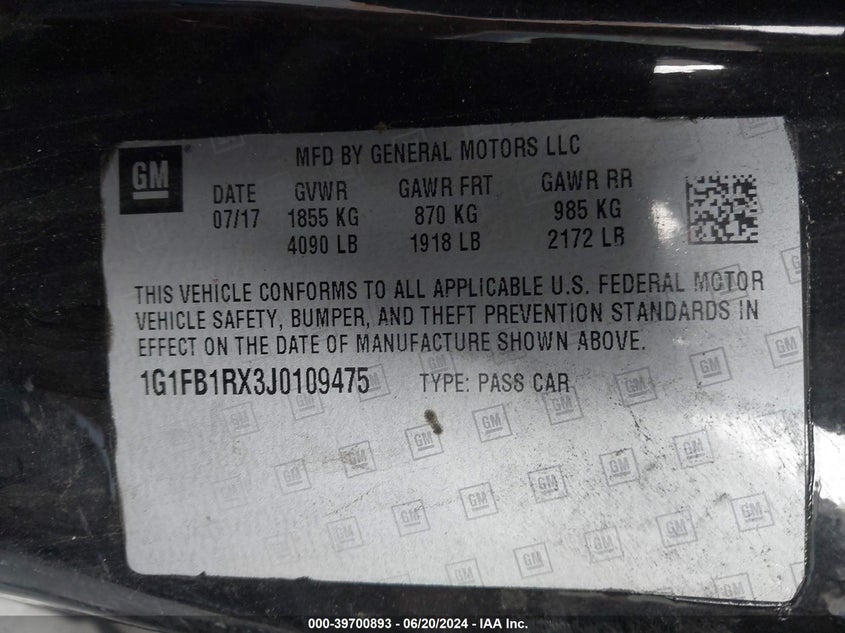 GM
MFD BY GENERAL MOTORS LLC
DATE GVWR GAWR FRT GAWR RR
07/17 1855 KG 870 KG 985 KG
4090 LB 1918 LB 2172 LB
THIS VEHICLE CONFORMS TO ALL APPLICABLE U.S. FEDERAL MOTOR
VEHICLE SAFETY, BUMPER, AND THEFT PREVENTION STANDARDS IN
EFFECT ON THE DATE OF MANUFACTURE SHOWN ABOVE.
1G1FB1RX3J0109475 TYPE: PASS CAR
000-39700893 - 06/20/2024 - IAA Inc.